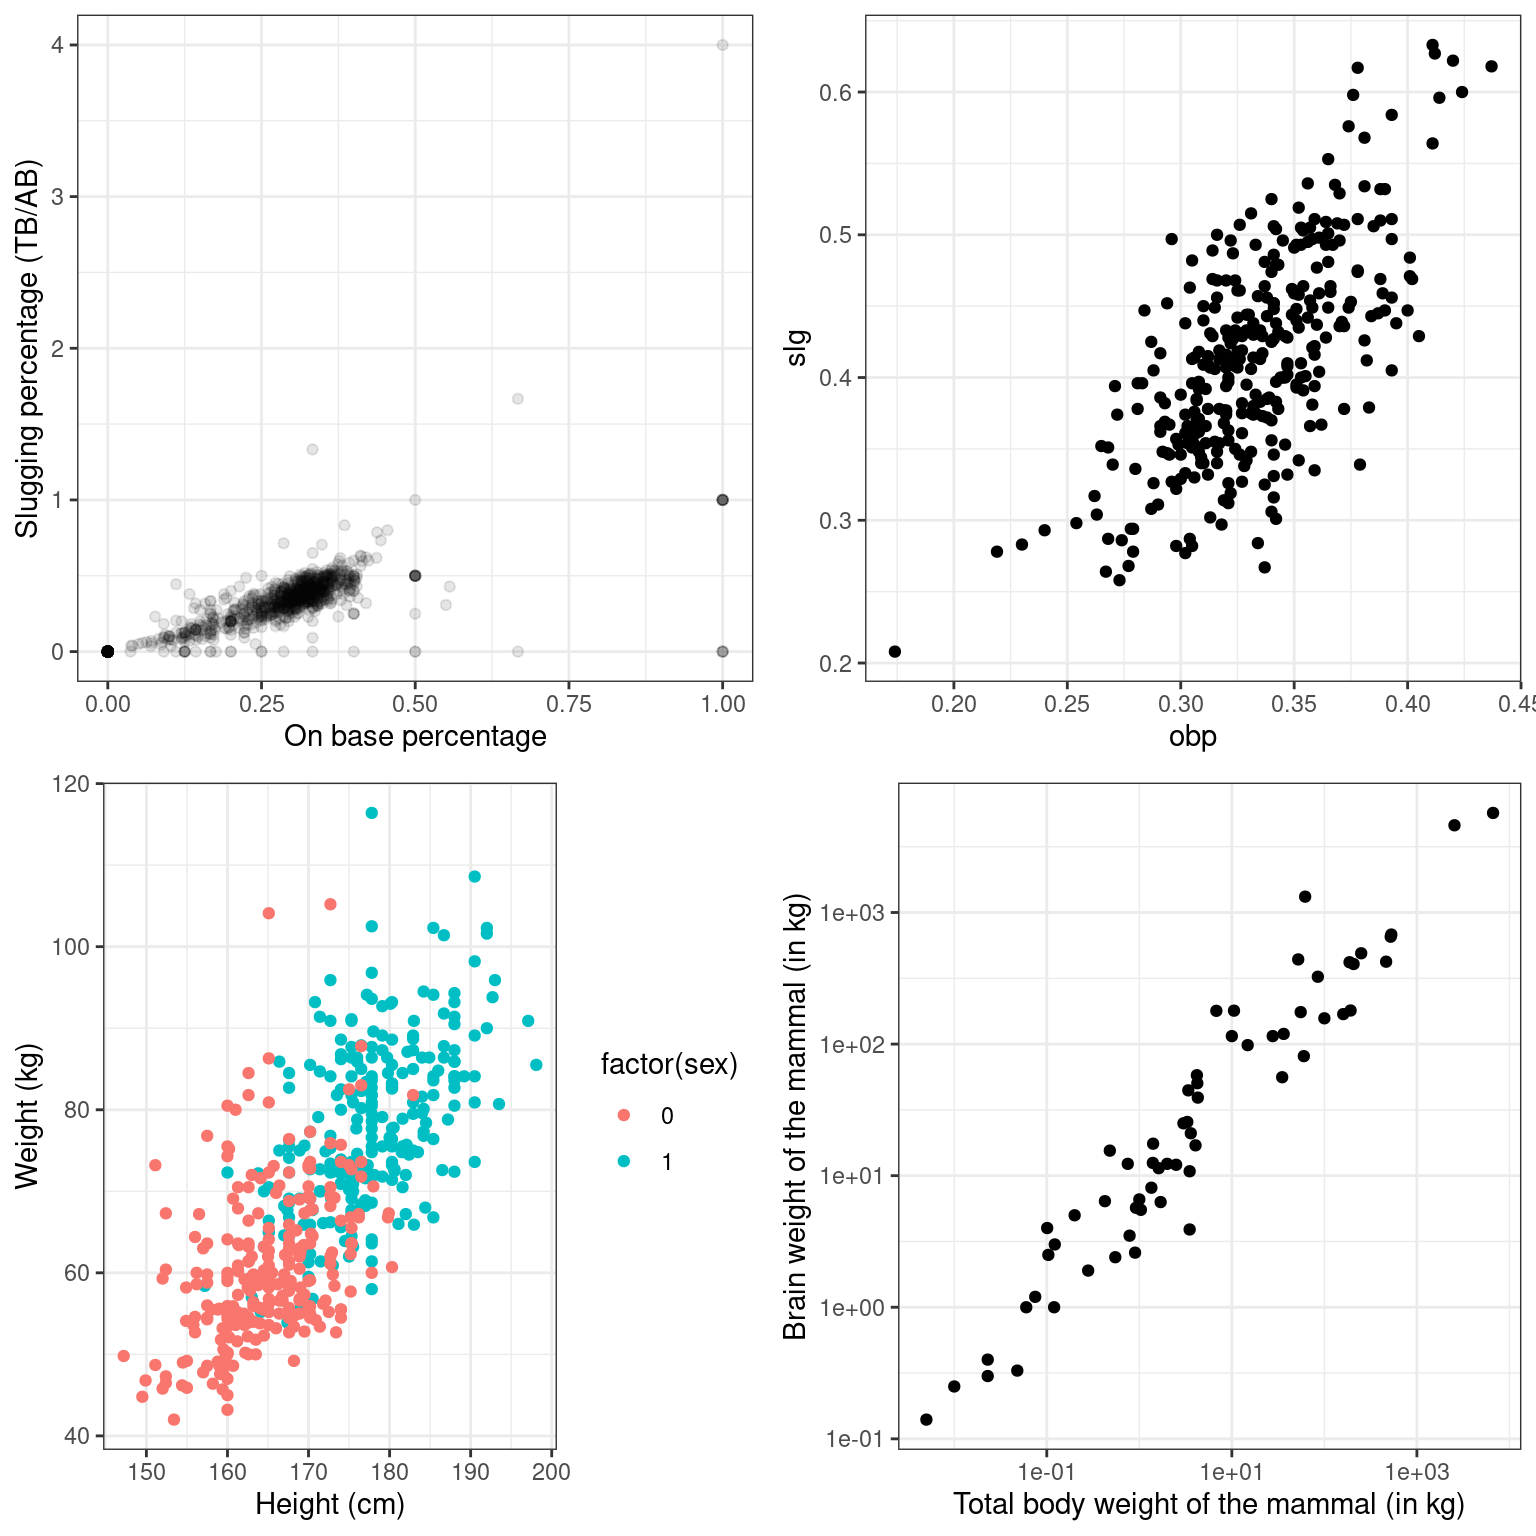 4
3
2
1
0
Slugging percentage (TB/AB)
0.00 0.25 0.50 0.75 1.00
On base percentage
0.6
0.5
0.4
0.3
0.2
slg
0.20 0.25 0.30 0.35 0.40 0.45
obp
120
100
80
60
40
Weight (kg)
150 160 170 180 190 200
Height (cm)
factor(sex)
0
1
1e+03
1e+02
1e+01
1e+00
1e-01
Brain weight of the mammal (in kg)
1e-01 1e+01 1e+03
Total body weight of the mammal (in kg)